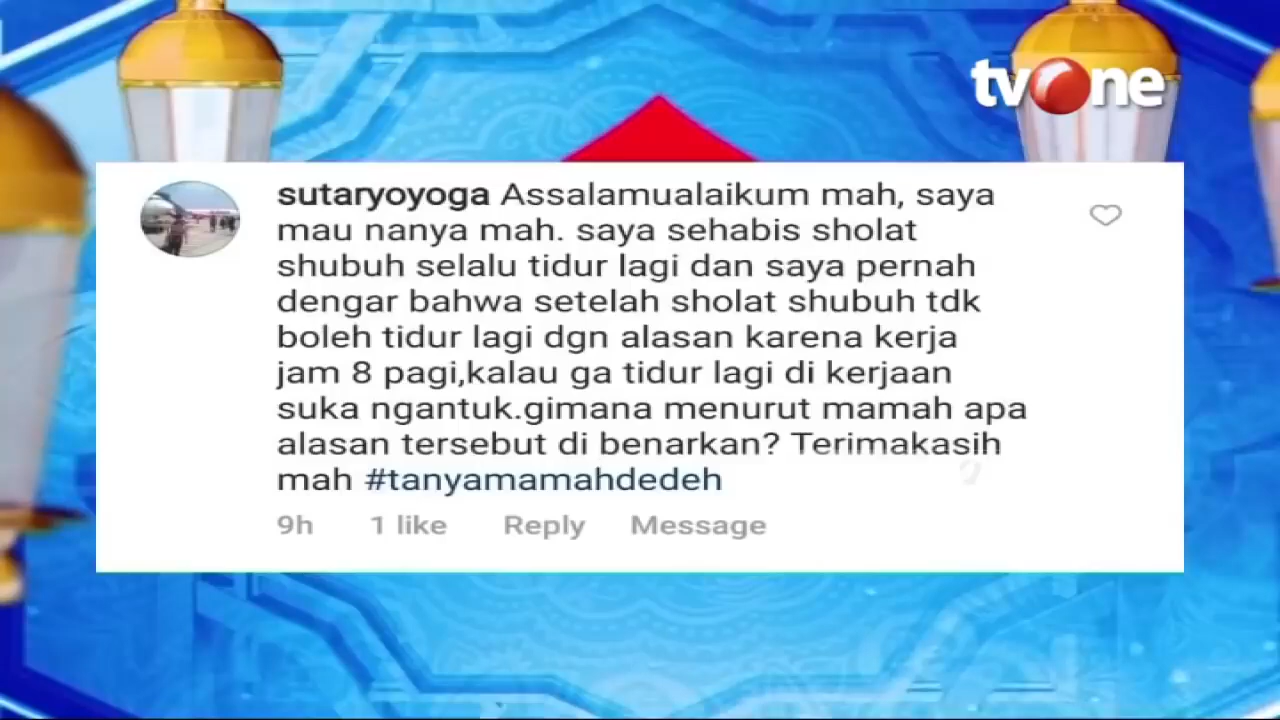 tvOne
sutaryoyoga Assalamualaikum mah, saya
mau nanya mah. saya sehabis sholat
shubuh selalu tidur lagi dan saya pernah
dengar bahwa setelah sholat shubuh tdk
boleh tidur lagi dgn alasan karena kerja
jam 8 pagi,kalau ga tidur lagi di kerjaan
suka ngantuk.gimana menurut mamah apa
alasan tersebut di benarkan? Terimakasih
mah #tanyamamahdedeh
9h 1 like Reply Message